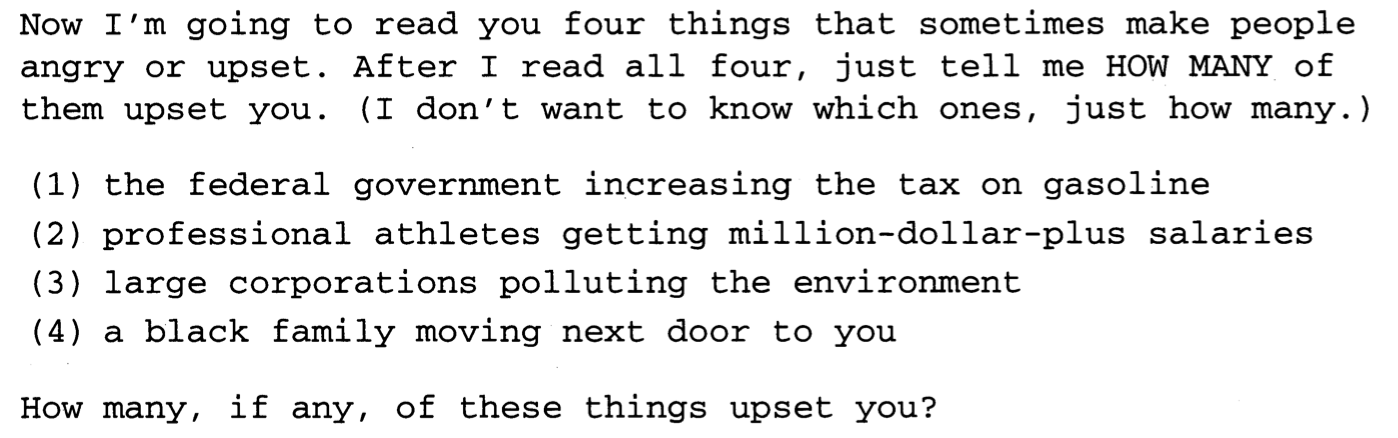 Now I'm going to read you four things that sometimes make people
angry or upset. After I read all four, just tell me HOW MANY of
them upset you. (I don't want to know which ones, just how many.)
(1) the federal government increasing the tax on gasoline
(2) professional athletes getting million-dollar-plus salaries
(3) large corporations polluting the environment
(4) a black family moving next door to you
How many, if any, of these things upset you?